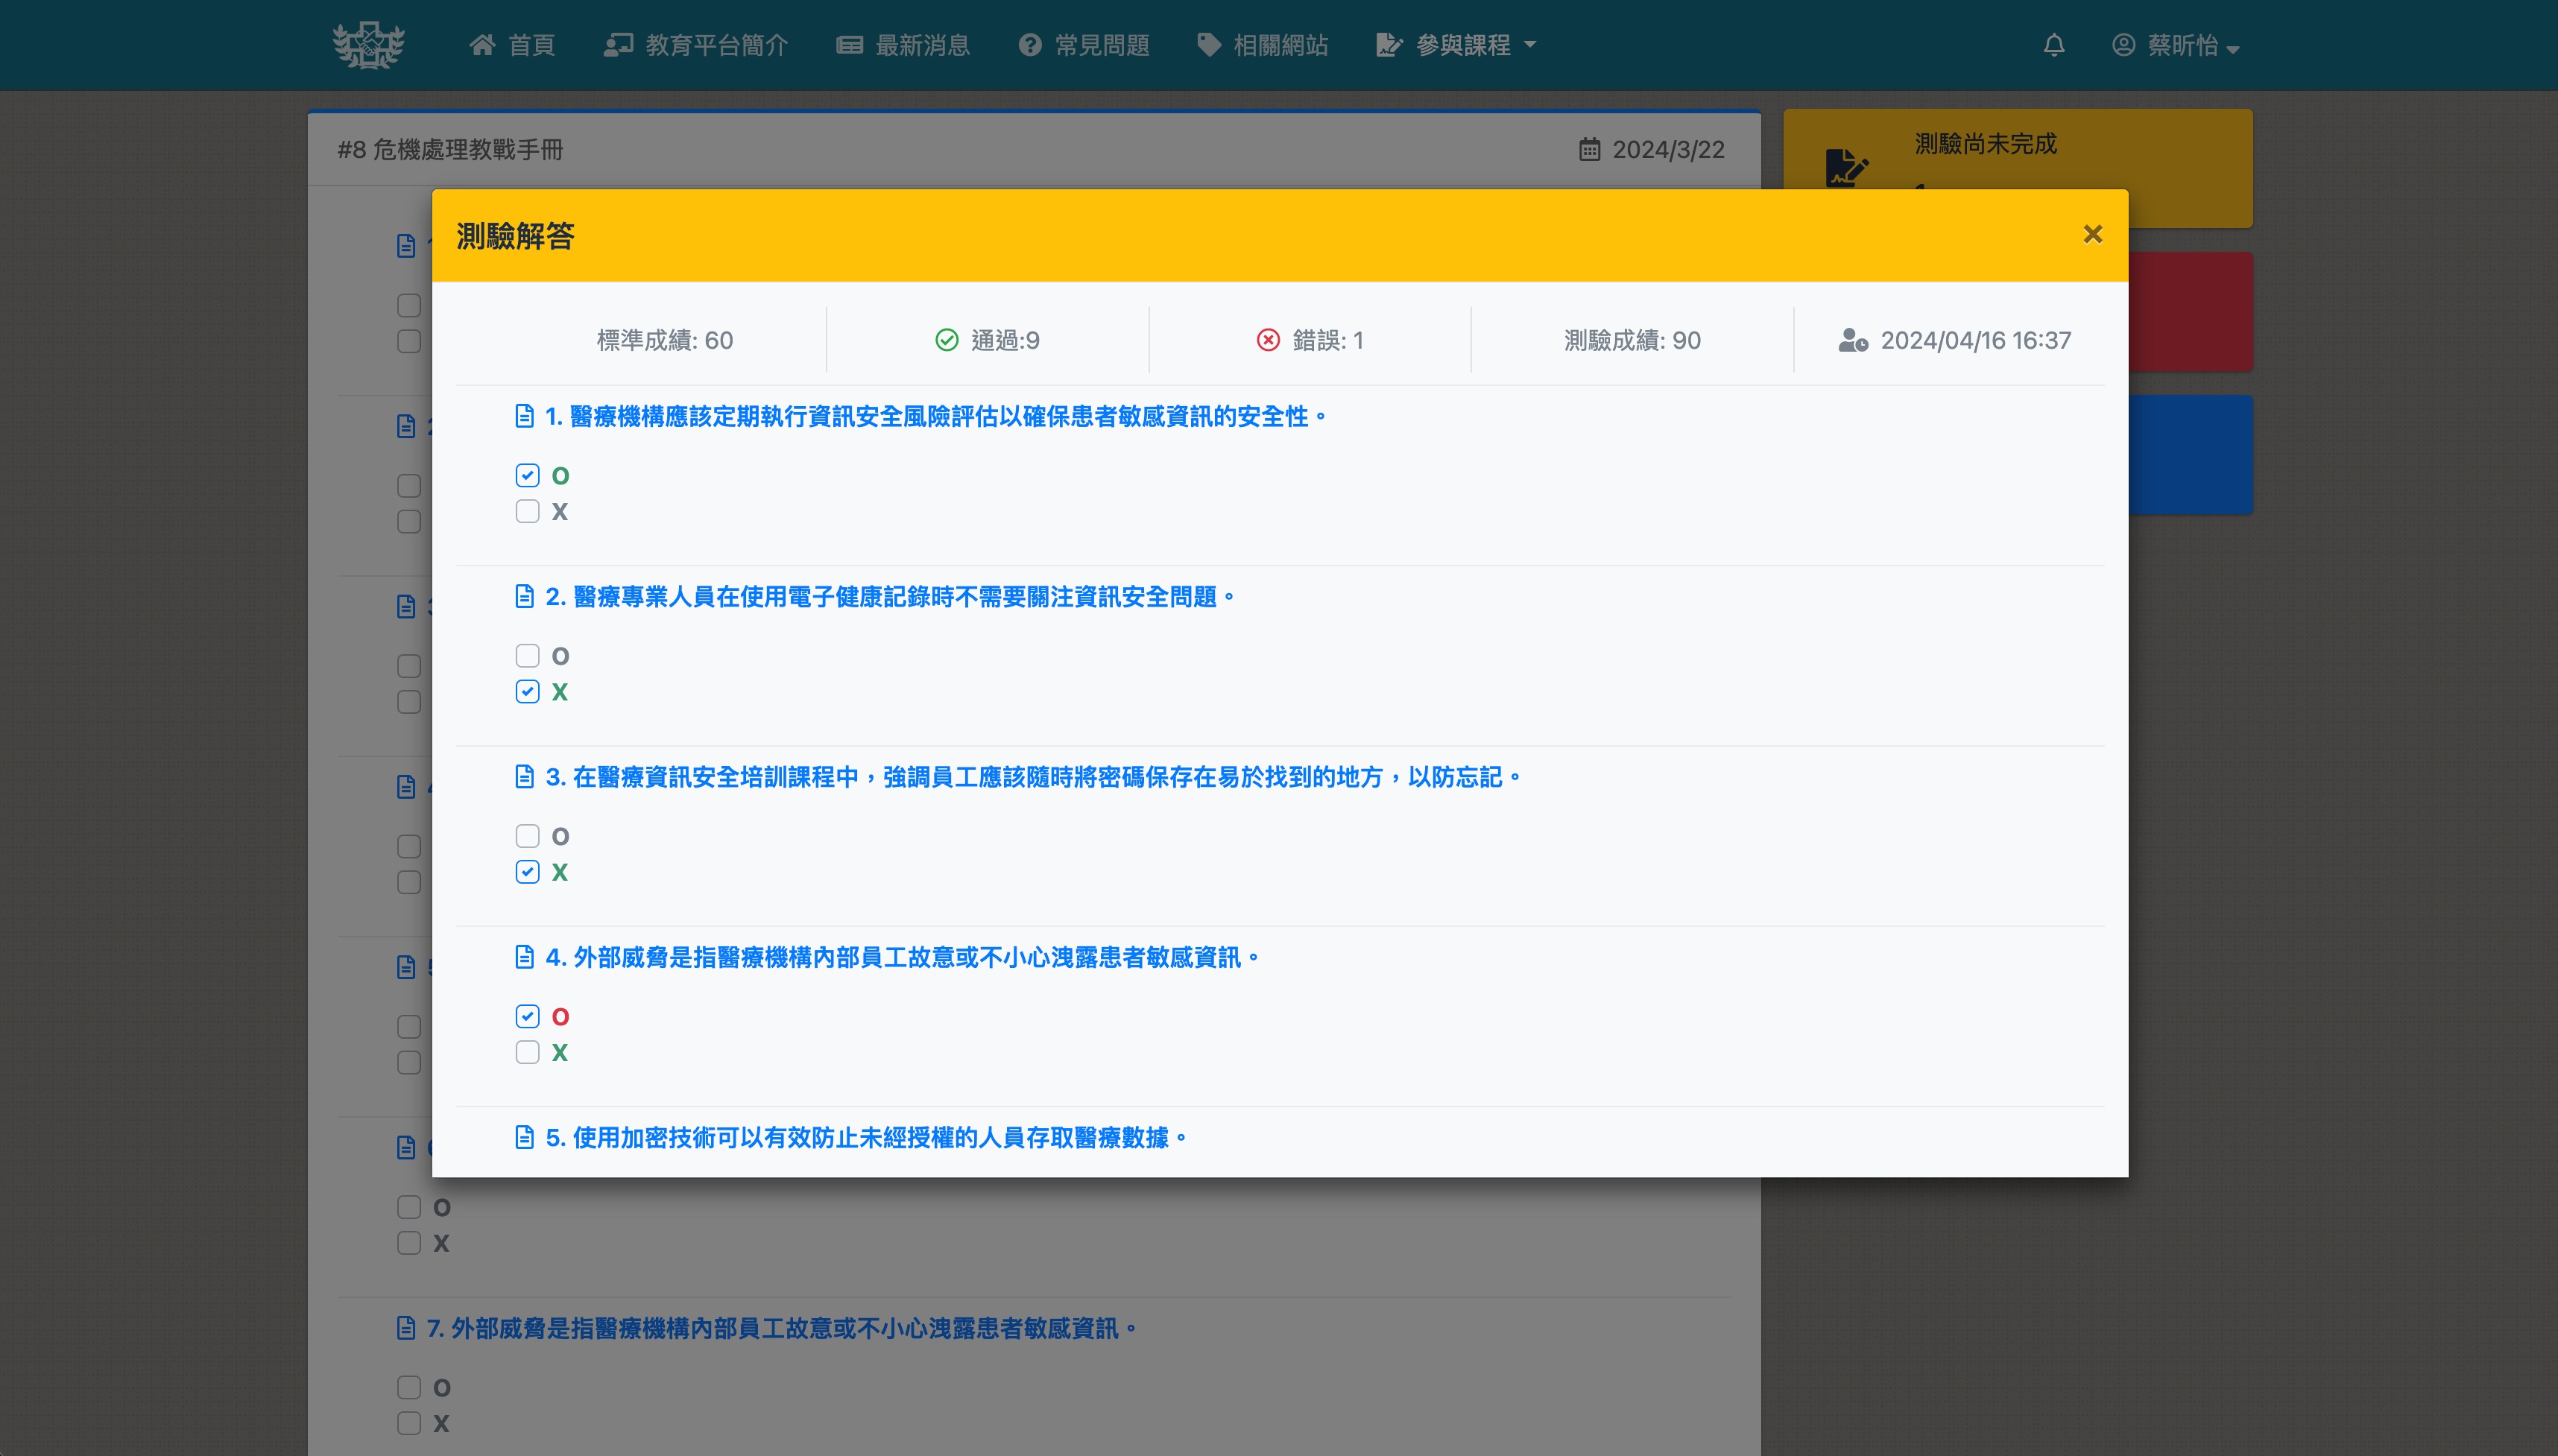 首頁
教育平台簡介
最新消息
常見問題
相關網站
參與課程
蔡昕怡
#8 危機處理教戰手冊
2024/3/22
測驗尚未完成
測驗解答
標準成績: 60
通過:9
錯誤: 1
測驗成績: 90
2024/04/16 16:37
1. 醫療機構應該定期執行資訊安全風險評估以確保患者敏感資訊的安全性。
O
X
2. 醫療專業人員在使用電子健康記錄時不需要關注資訊安全問題。
O
X
3. 在醫療資訊安全培訓課程中，強調員工應該隨時將密碼保存在易於找到的地方，以防忘記。
O
X
4. 外部威脅是指醫療機構內部員工故意或不小心洩露患者敏感資訊。
O
X
5. 使用加密技術可以有效防止未經授權的人員存取醫療數據。
O
X
7. 外部威脅是指醫療機構內部員工故意或不小心洩露患者敏感資訊。
O
X